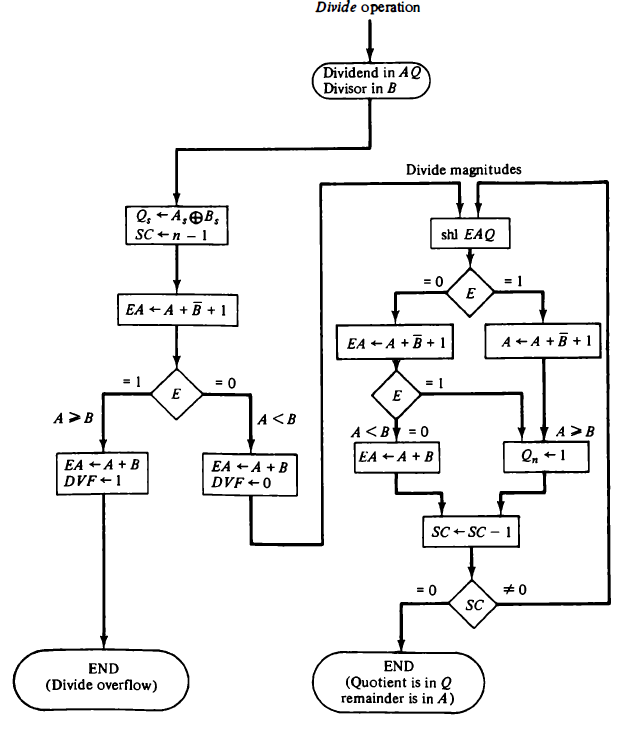 Divide operation
Dividend in AQ
Divisor in B
Divide magnitudes
Qₛ ← Aₛ ⊕ Bₛ
SC ← n − 1
shl EAQ
= 0
E
= 1
EA ← A + B̅ + 1
EA ← A + B̅ + 1
A ← A + B̅ + 1
= 1
E
= 0
E
= 1
A ⩾ B
A < B
A < B
= 0
A ⩾ B
EA ← A + B
DVF ← 1
EA ← A + B
DVF ← 0
EA ← A + B
Qₙ ← 1
SC ← SC − 1
= 0
SC
≠ 0
END
(Divide overflow)
END
(Quotient is in Q
remainder is in A)